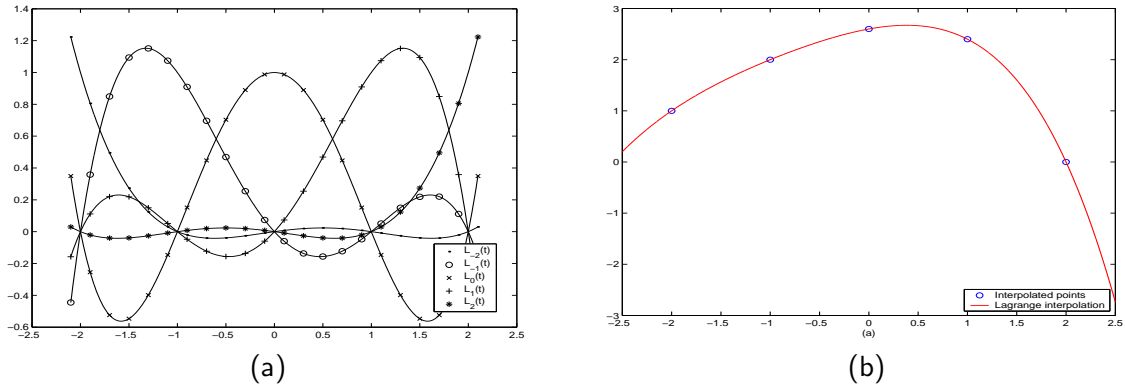 1.4
1.2
1
0.8
0.6
0.4
0.2
0
−0.2
−0.4
−0.6
−2.5 −2 −1.5 −1 −0.5 0 0.5 1 1.5 2 2.5
L−2(t)
L−1(t)
L0(t)
L1(t)
L2(t)
(a)
3
2
1
0
−1
−2
−3
−2.5 −2 −1.5 −1 −0.5 0 0.5 1 1.5 2 2.5
(a)
Interpolated points
Lagrange interpolation
(b)